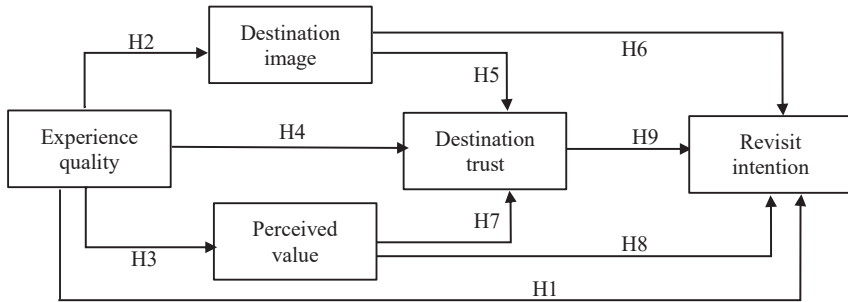 Destination
image
H2
H6
H5
Experience
quality
H4
Destination
trust
H9
Revisit
intention
H3
Perceived
value
H7
H8
H1